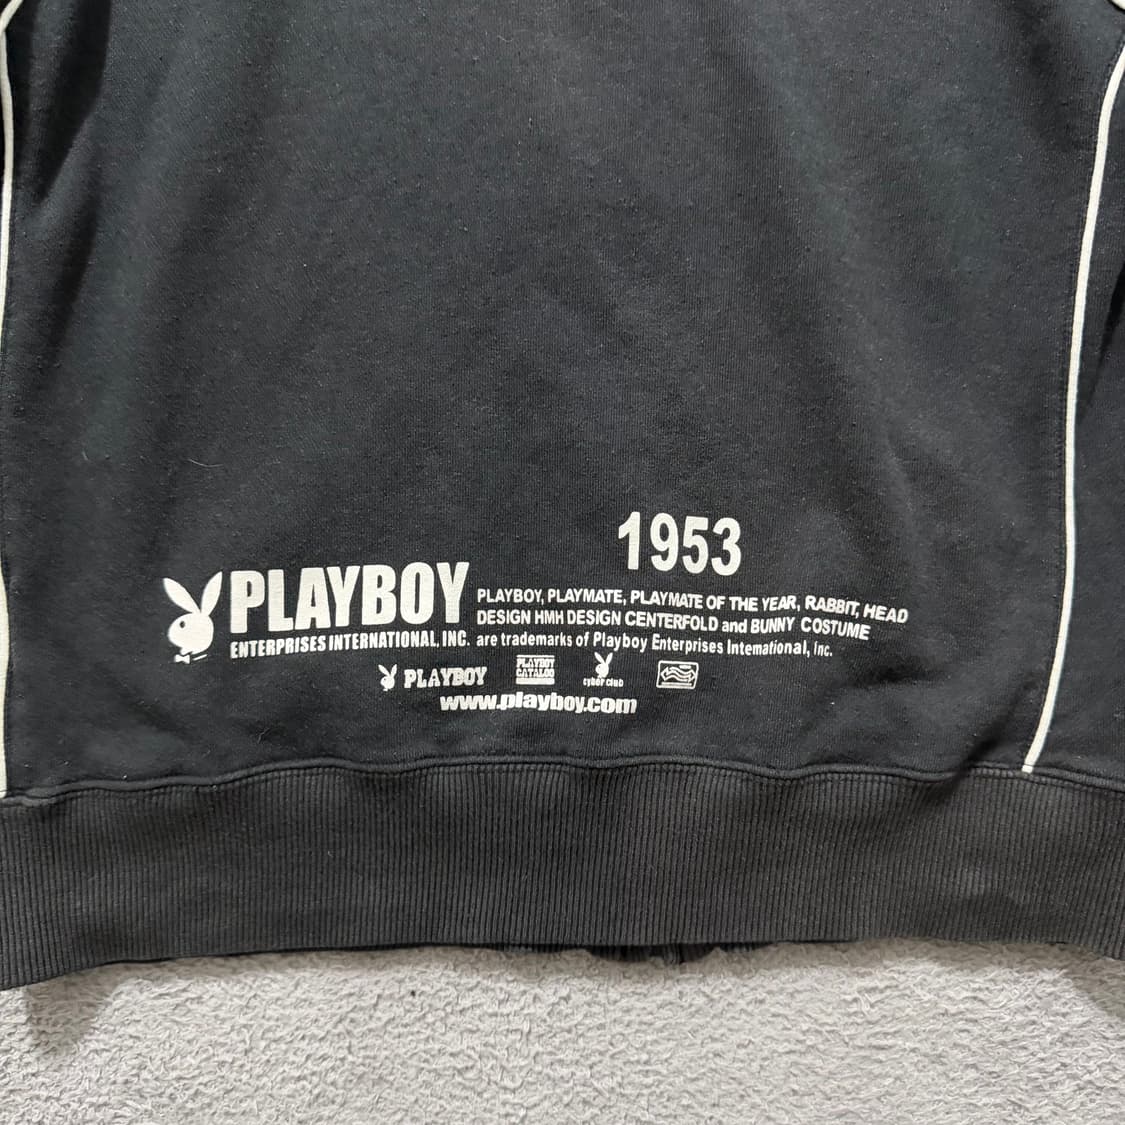 1953
PLAYBOY
ENTERPRISES INTERNATIONAL, INC.
PLAYBOY, PLAYMATE, PLAYMATE OF THE YEAR, RABBIT, HEAD
DESIGN HMH DESIGN CENTERFOLD and BUNNY COSTUME
are trademarks of Playboy Enterprises International, Inc.
PLAYBOY
PLAYBOY
CATALOG
cyber club
www.playboy.com